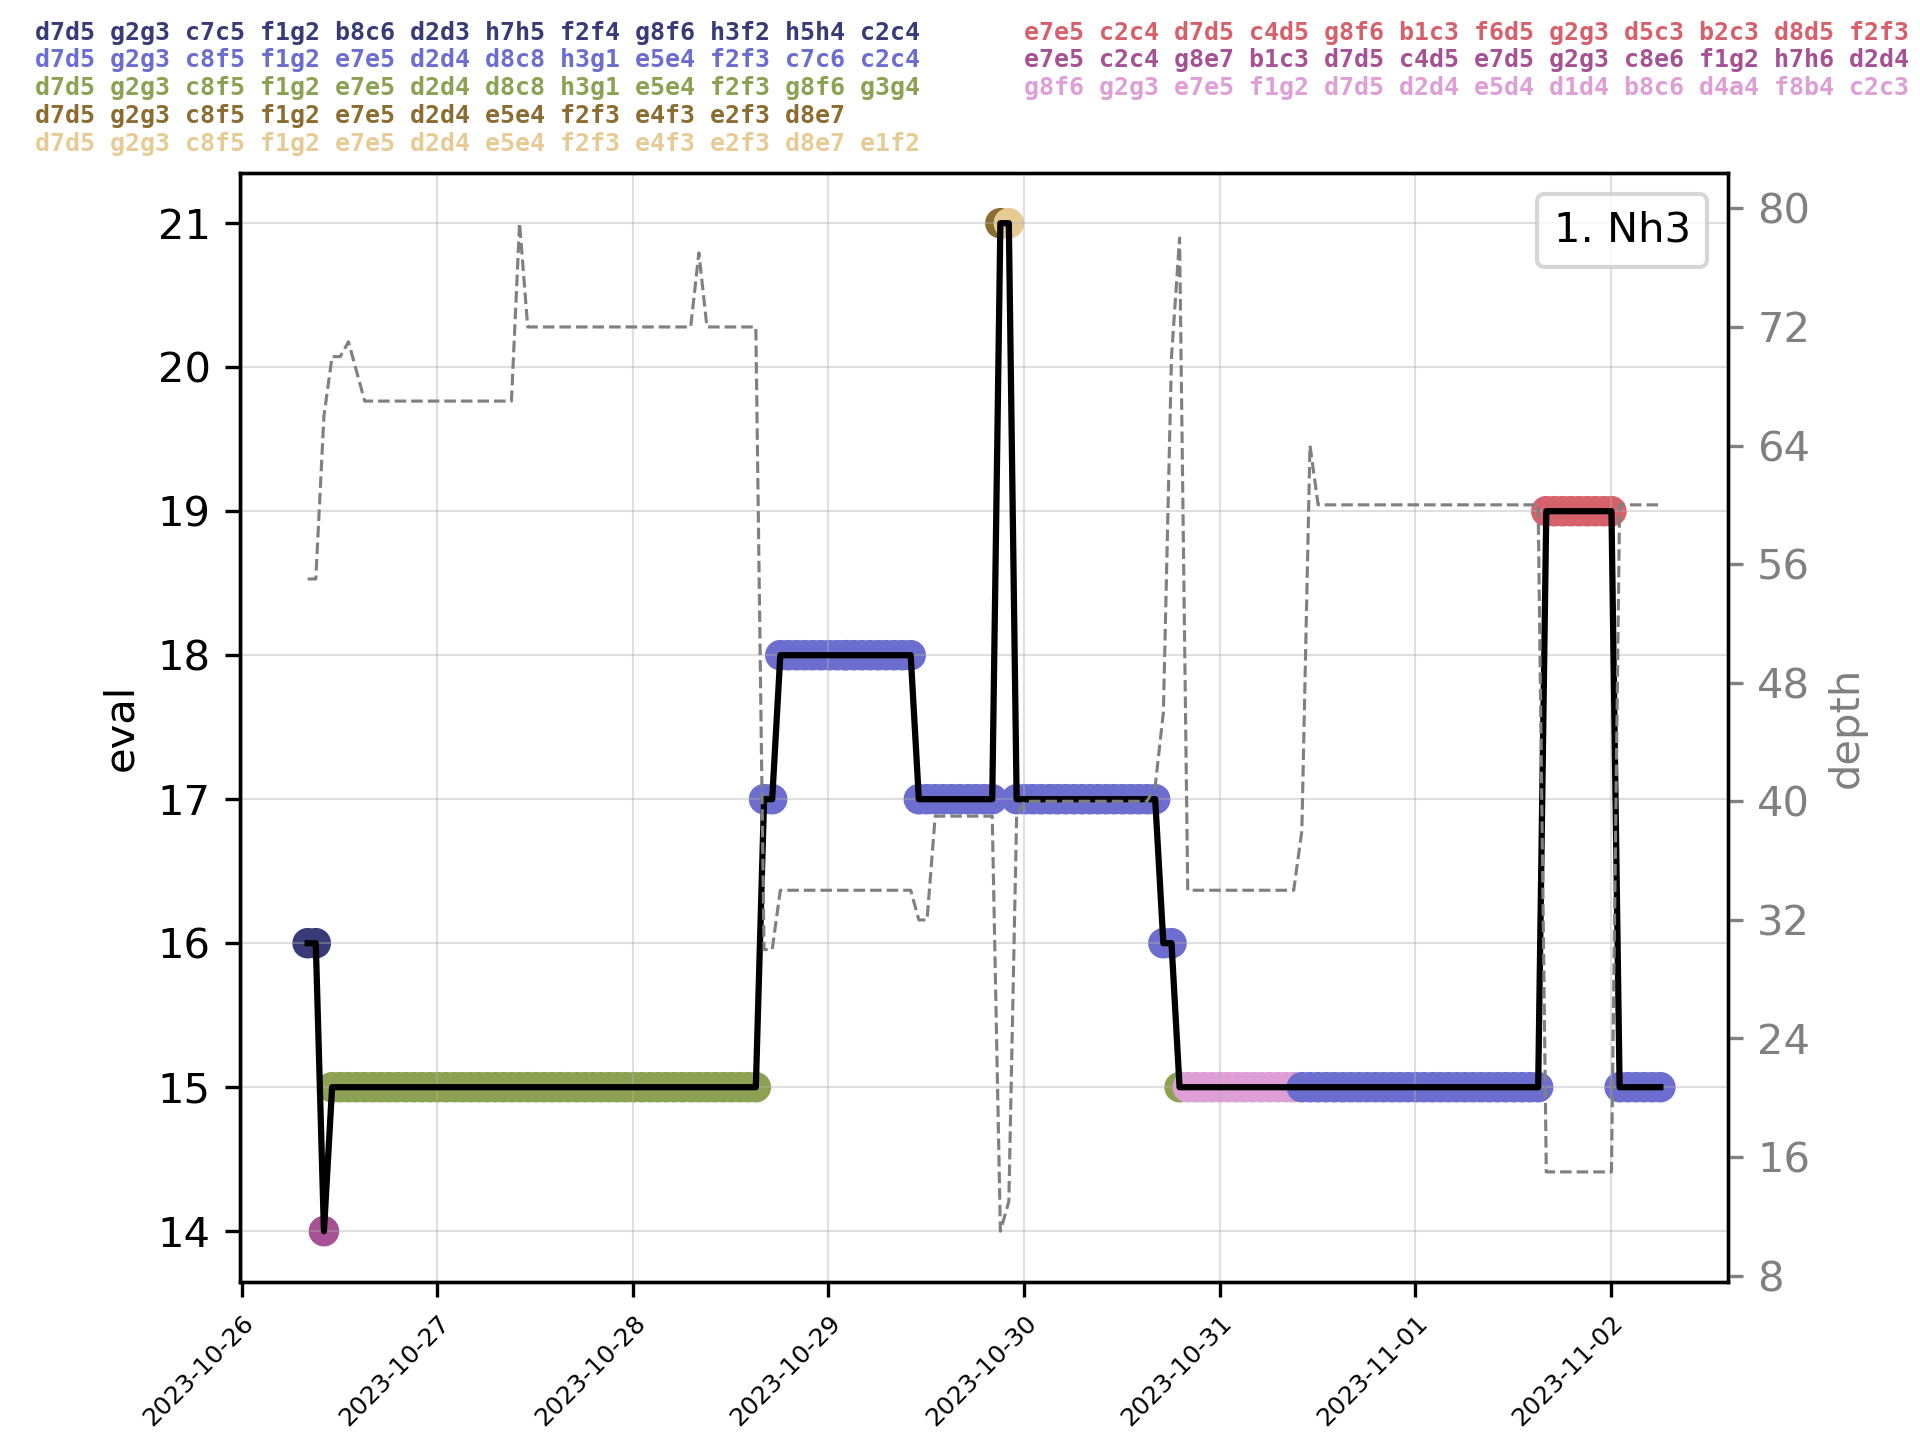 d7d5 g2g3 c7c5 f1g2 b8c6 d2d3 h7h5 f2f4 g8f6 h3f2 h5h4 c2c4
d7d5 g2g3 c8f5 f1g2 e7e5 d2d4 d8c8 h3g1 e5e4 f2f3 c7c6 c2c4
d7d5 g2g3 c8f5 f1g2 e7e5 d2d4 d8c8 h3g1 e5e4 f2f3 g8f6 g3g4
d7d5 g2g3 c8f5 f1g2 e7e5 d2d4 e5e4 f2f3 e4f3 e2f3 d8e7
d7d5 g2g3 c8f5 f1g2 e7e5 d2d4 e5e4 f2f3 e4f3 e2f3 d8e7 e1f2
e7e5 c2c4 d7d5 c4d5 g8f6 b1c3 f6d5 g2g3 d5c3 b2c3 d8d5 f2f3
e7e5 c2c4 g8e7 b1c3 d7d5 c4d5 e7d5 g2g3 c8e6 f1g2 h7h6 d2d4
g8f6 g2g3 e7e5 f1g2 d7d5 d2d4 e5d4 d1d4 b8c6 d4a4 f8b4 c2c3
1. Nh3
21
20
19
18
17
16
15
14
eval
80
72
64
56
48
40
32
24
16
8
depth
2023-10-26
2023-10-27
2023-10-28
2023-10-29
2023-10-30
2023-10-31
2023-11-01
2023-11-02